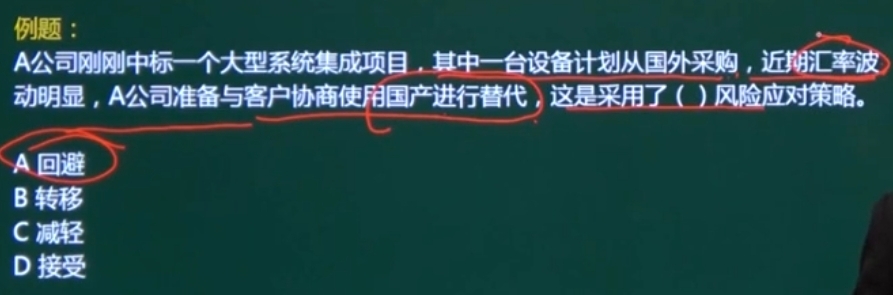 例题：
A公司刚刚中标一个大型系统集成项目，其中一台设备计划从国外采购，近期汇率波
动明显，A公司准备与客户协商使用国产进行替代，这是采用了（ ）风险应对策略。
A 回避
B 转移
C 减轻
D 接受